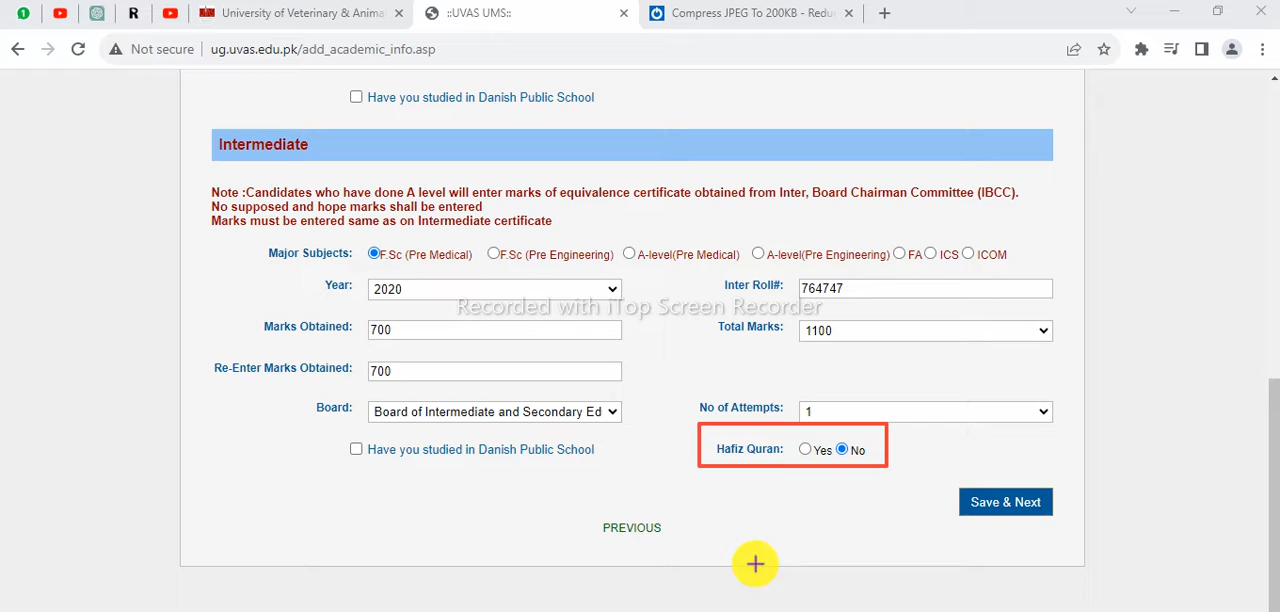 University of Veterinary & Anima
::UVAS UMS::
Compress JPEG To 200KB - Redu
Not secure
ug.uvas.edu.pk/add_academic_info.asp
Have you studied in Danish Public School
Intermediate
Note :Candidates who have done A level will enter marks of equivalence certificate obtained from Inter, Board Chairman Committee (IBCC).
No supposed and hope marks shall be entered
Marks must be entered same as on Intermediate certificate
Major Subjects: F.Sc (Pre Medical) F.Sc (Pre Engineering) A-level(Pre Medical) A-level(Pre Engineering) FA ICS ICOM
Year: 2020 Inter Roll#: 764747
Recorded with iTop Screen Recorder
Marks Obtained: 700 Total Marks: 1100
Re-Enter Marks Obtained: 700
Board: Board of Intermediate and Secondary Ed No of Attempts: 1
Have you studied in Danish Public School Hafiz Quran: Yes No
Save & Next
PREVIOUS